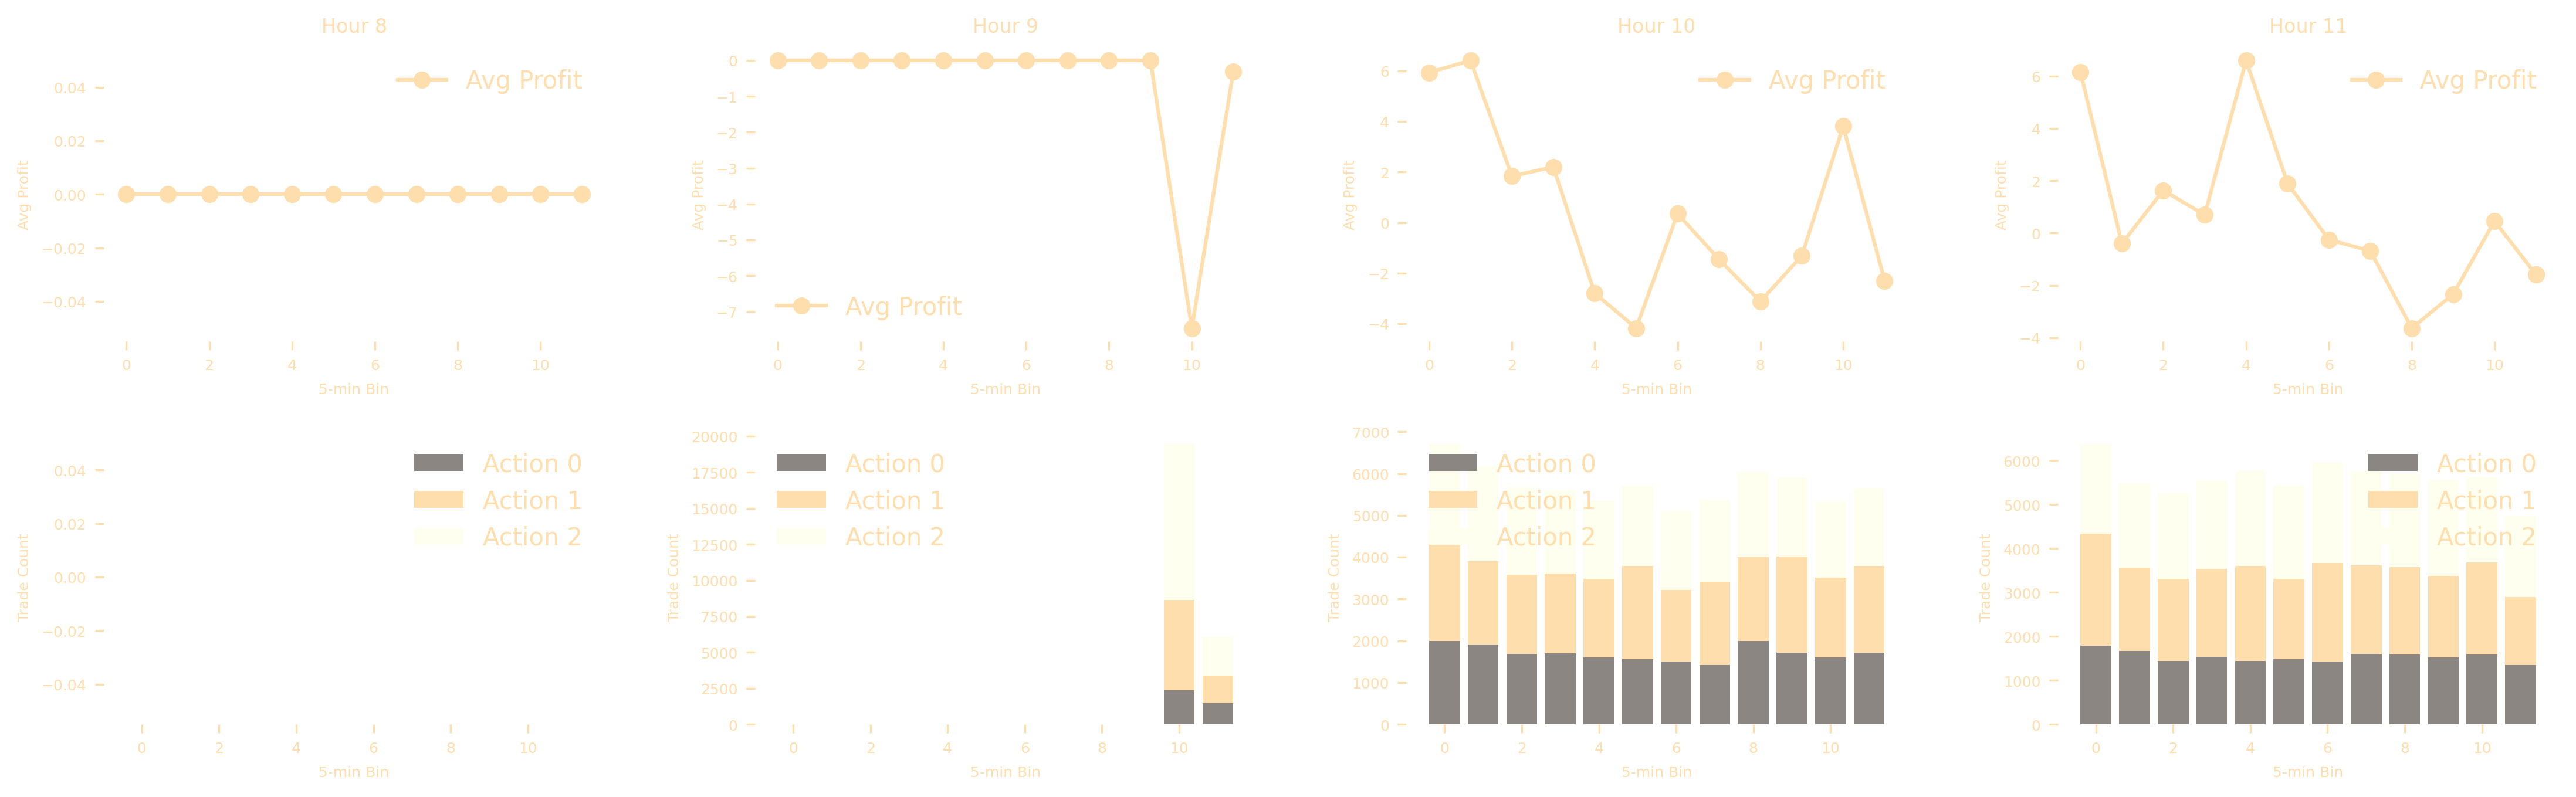 Hour 8
Avg Profit
0.04
0.02
0.00
−0.02
−0.04
Avg Profit
0 2 4 6 8 10
5-min Bin
Hour 9
Avg Profit
0
−1
−2
−3
−4
−5
−6
−7
Avg Profit
0 2 4 6 8 10
5-min Bin
Hour 10
Avg Profit
6
4
2
0
−2
−4
Avg Profit
0 2 4 6 8 10
5-min Bin
Hour 11
Avg Profit
6
4
2
0
−2
−4
Avg Profit
0 2 4 6 8 10
5-min Bin
Action 0
Action 1
Action 2
0.04
0.02
0.00
−0.02
−0.04
Trade Count
0 2 4 6 8 10
5-min Bin
Action 0
Action 1
Action 2
20000
17500
15000
12500
10000
7500
5000
2500
0
Trade Count
0 2 4 6 8 10
5-min Bin
Action 0
Action 1
Action 2
7000
6000
5000
4000
3000
2000
1000
0
Trade Count
0 2 4 6 8 10
5-min Bin
Action 0
Action 1
Action 2
6000
5000
4000
3000
2000
1000
0
Trade Count
0 2 4 6 8 10
5-min Bin